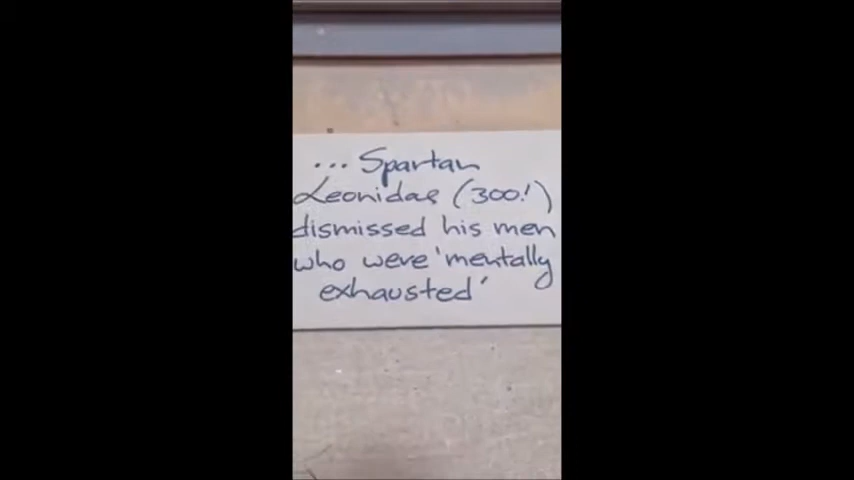 ... Spartan
Leonidas (300!)
dismissed his men
who were 'mentally
exhausted'